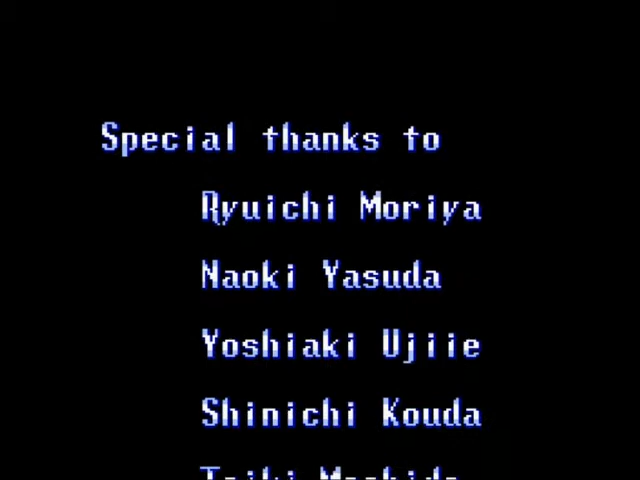 Special thanks to
Ryuichi Moriya
Naoki Yasuda
Yoshiaki Ujiie
Shinichi Kouda